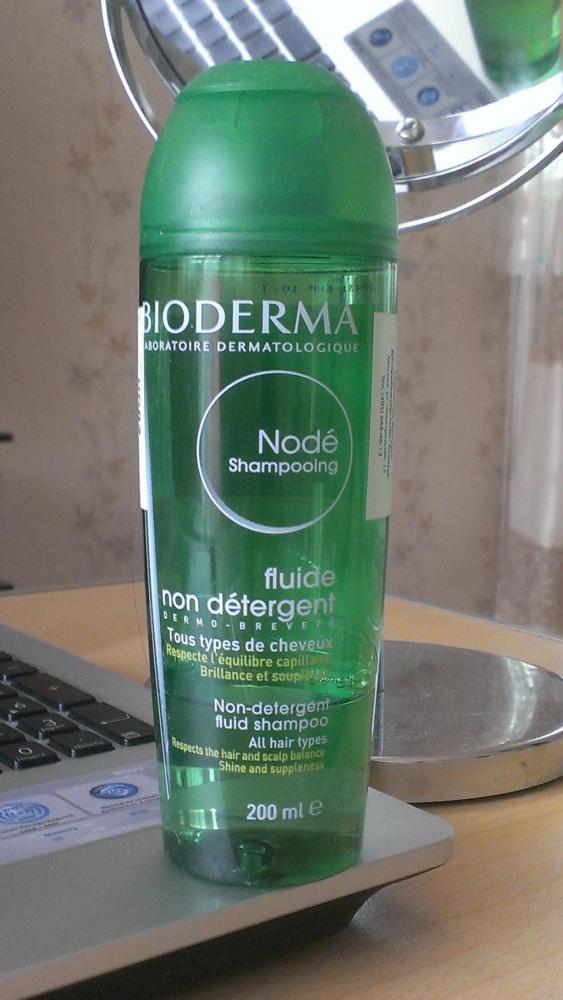 BIODERMA
LABORATOIRE DERMATOLOGIQUE
Nodé
Shampooing
fluide
non détergent
DERMO-BREVETÉ
Tous types de cheveux
Respecte l'équilibre capillaire
Brillance et souplesse
Non-detergent
fluid shampoo
All hair types
Respects the hair and scalp balance
Shine and suppleness
200 ml e